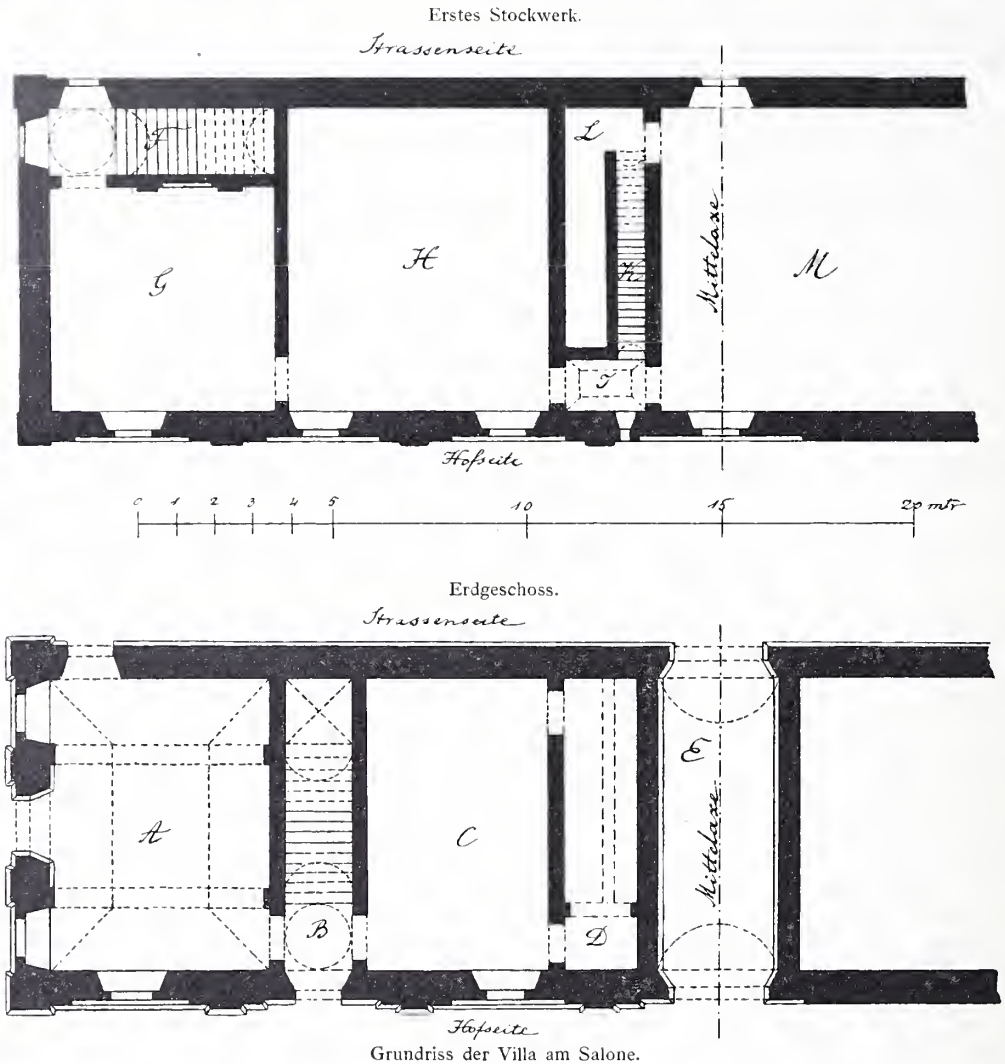 Erstes Stockwerk.
Strassenseite
F
L
G
H
K
Mittelaxe
M
J
Hofseite
0 1 2 3 4 5 10 15 20 mtr
Erdgeschoss.
Strassenseite
E
A
C
Mittelaxe
B
D
Hofseite
Grundriss der Villa am Salone.